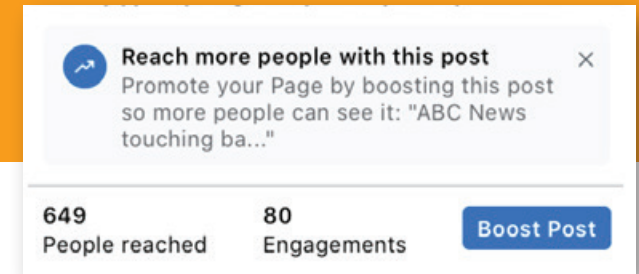 Reach more people with this post
Promote your Page by boosting this post
so more people can see it: "ABC News
touching ba..."
649
People reached
80
Engagements
Boost Post